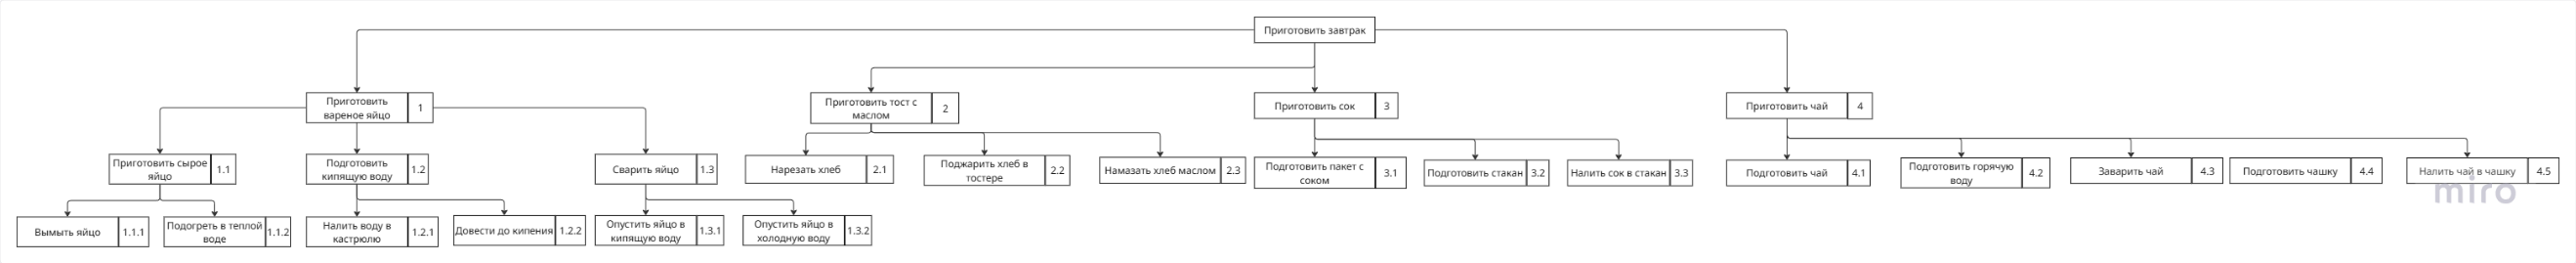 Приготовить завтрак
Приготовить
вареное яйцо
1
Приготовить тост с
маслом
2
Приготовить сок
3
Приготовить чай
4
Приготовить сырое
яйцо
1.1
Подготовить
кипящую воду
1.2
Сварить яйцо
1.3
Нарезать хлеб
2.1
Поджарить хлеб в
тостере
2.2
Намазать хлеб маслом
2.3
Подготовить пакет с
соком
3.1
Подготовить стакан
3.2
Налить сок в стакан
3.3
Подготовить чай
4.1
Подготовить горячую
воду
4.2
Заварить чай
4.3
Подготовить чашку
4.4
Налить чай в чашку
4.5
miro
Вымыть яйцо
1.1.1
Подогреть в теплой
воде
1.1.2
Налить воду в
кастрюлю
1.2.1
Довести до кипения
1.2.2
Опустить яйцо в
кипящую воду
1.3.1
Опустить яйцо в
холодную воду
1.3.2